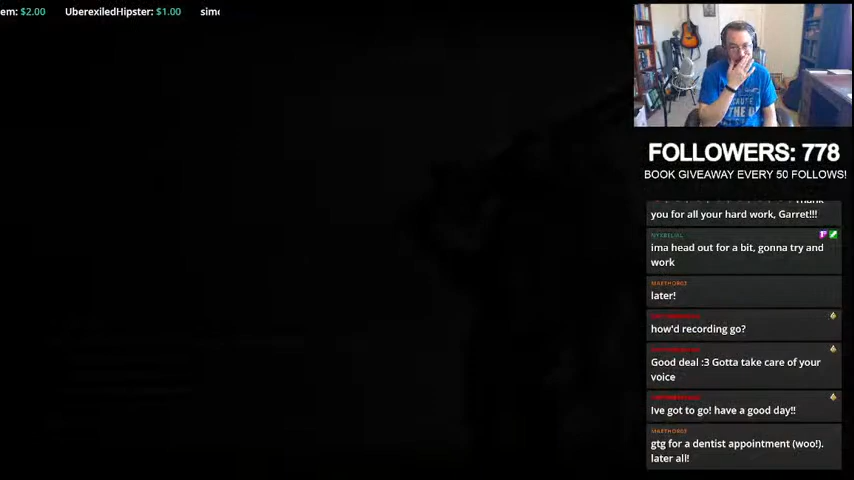 em: $2.00 UberexiledHipster: $1.00 simo
FOLLOWERS: 778
BOOK GIVEAWAY EVERY 50 FOLLOWS!
you for all your hard work, Garret!!!
ima head out for a bit, gonna try and
work
later!
how'd recording go?
Good deal :3 Gotta take care of your
voice
Ive got to go! have a good day!!
gtg for a dentist appointment (woo!).
later all!